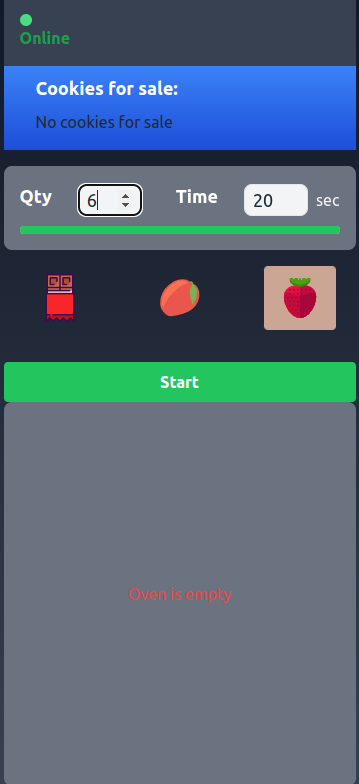 Online
Cookies for sale:
No cookies for sale
Qty 6 Time 20 sec
Start
Oven is empty